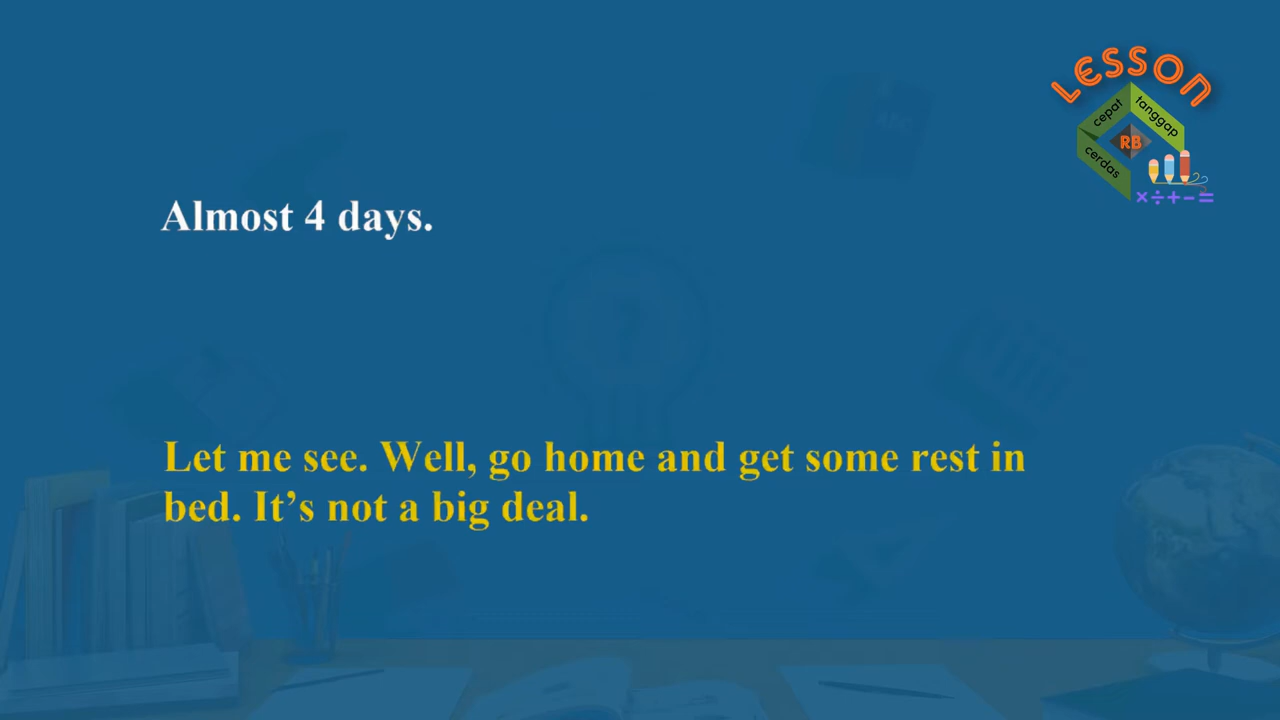 LESSON
cepat
tanggap
RB
cerdas
×÷+−=
Almost 4 days.
Let me see. Well, go home and get some rest in
bed. It’s not a big deal.